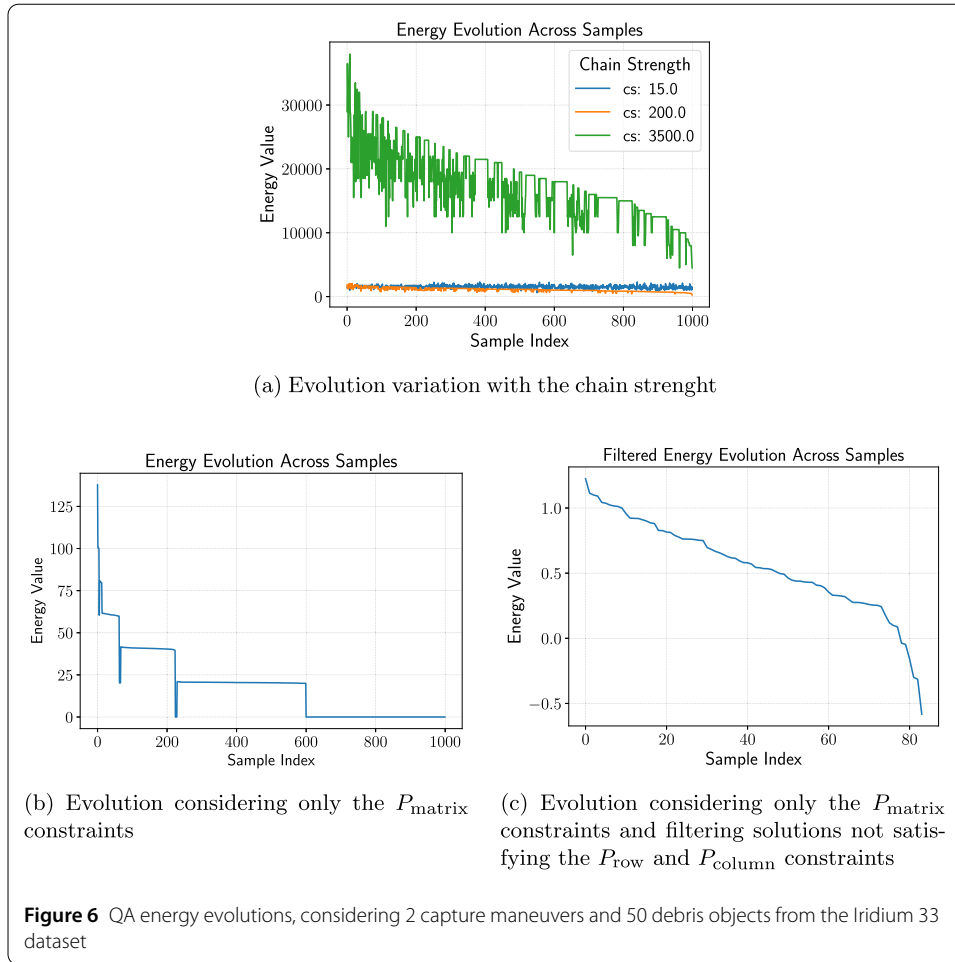 Energy Evolution Across Samples
Energy Value
30000
20000
10000
0
Chain Strength
cs: 15.0
cs: 200.0
cs: 3500.0
0 200 400 600 800 1000
Sample Index
(a) Evolution variation with the chain strenght
Energy Evolution Across Samples
Energy Value
125
100
75
50
25
0
0 200 400 600 800 1000
Sample Index
(b) Evolution considering only the P_matrix
constraints
Filtered Energy Evolution Across Samples
Energy Value
1.0
0.5
0.0
−0.5
0 20 40 60 80
Sample Index
(c) Evolution considering only the P_matrix
constraints and filtering solutions not satis-
fying the P_row and P_column constraints
Figure 6 QA energy evolutions, considering 2 capture maneuvers and 50 debris objects from the Iridium 33
dataset